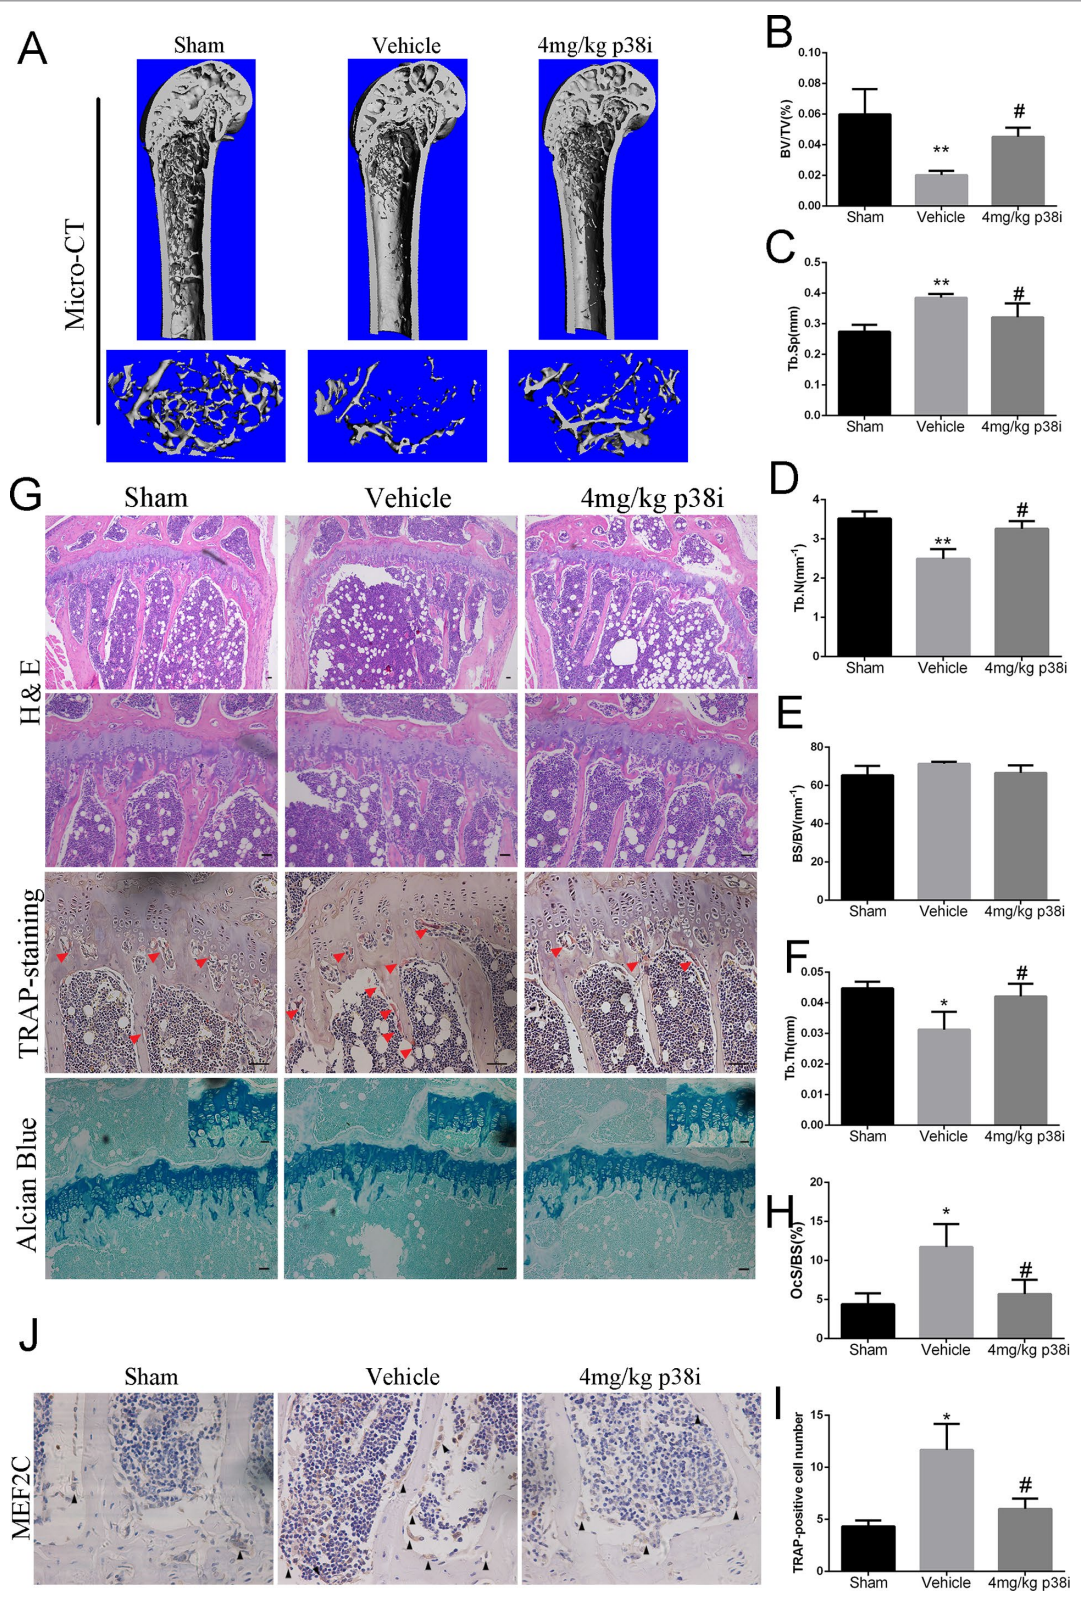 A
Sham
Vehicle
4mg/kg p38i
Micro-CT
B
BV/TV(%)
0.10
0.08
0.06
0.04
0.02
0.00
**
#
Sham
Vehicle
4mg/kg p38i
C
Tb.Sp(mm)
0.5
0.4
0.3
0.2
0.1
0.0
**
#
Sham
Vehicle
4mg/kg p38i
D
Tb.N(mm⁻¹)
4
3
2
1
0
**
#
Sham
Vehicle
4mg/kg p38i
E
BS/BV(mm⁻¹)
80
60
40
20
0
Sham
Vehicle
4mg/kg p38i
F
Tb.Th(mm)
0.05
0.04
0.03
0.02
0.01
0.00
*
#
Sham
Vehicle
4mg/kg p38i
G
Sham
Vehicle
4mg/kg p38i
H& E
TRAP-staining
Alcian Blue
H
OcS/BS(%)
20
15
10
5
0
*
#
Sham
Vehicle
4mg/kg p38i
I
TRAP-positive cell number
15
10
5
0
*
#
Sham
Vehicle
4mg/kg p38i
J
Sham
Vehicle
4mg/kg p38i
MEF2C